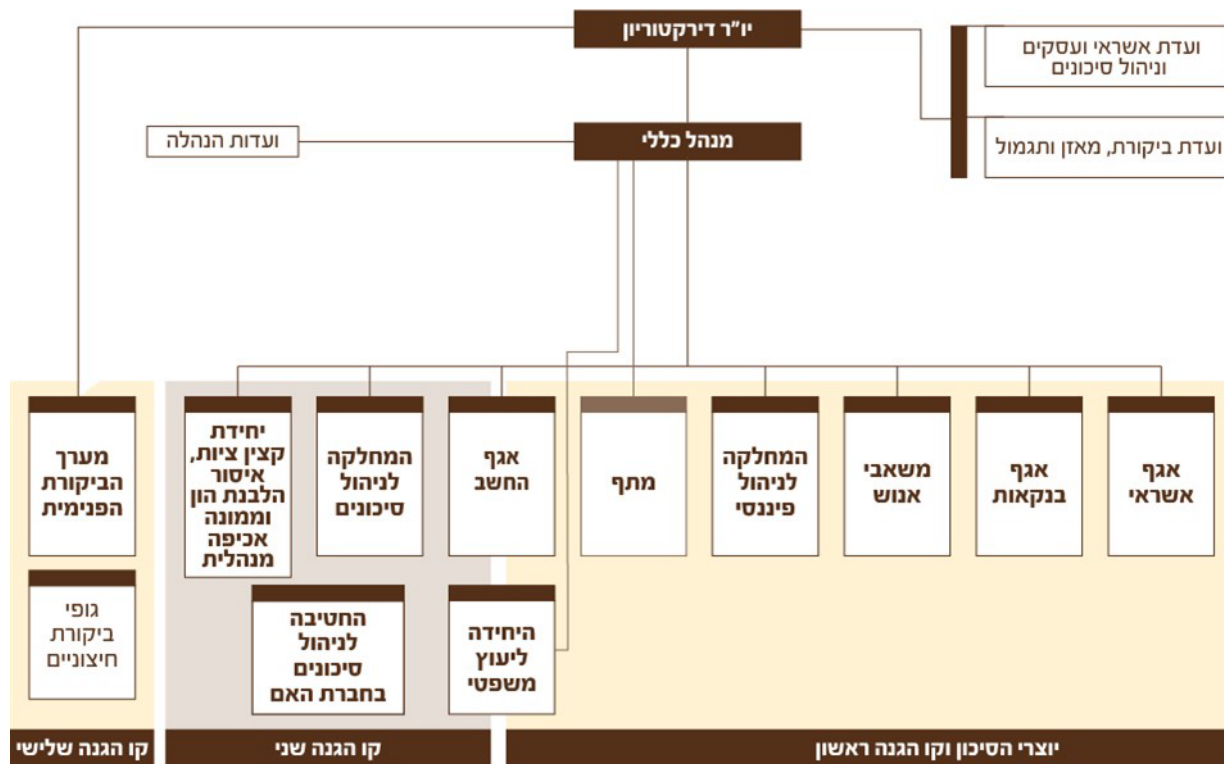 יו"ר דירקטוריון
ועדת אשראי ועסקים
וניהול סיכונים
ועדת ביקורת, מאזן ותגמול
מנהל כללי
ועדות הנהלה
אגף
אשראי
אגף
בנקאות
משאבי
אנוש
המחלקה
לניהול
פיננסי
מתף
אגף
החשב
המחלקה
לניהול
סיכונים
יחידת
קצין ציות,
איסור
הלבנת הון
וממונה
אכיפה
מנהלית
מערך
הביקורת
הפנימית
היחידה
ליעוץ
משפטי
החטיבה
לניהול
סיכונים
בחברת האם
גופי
ביקורת
חיצוניים
יוצרי הסיכון וקו הגנה ראשון
קו הגנה שני
קו הגנה שלישי